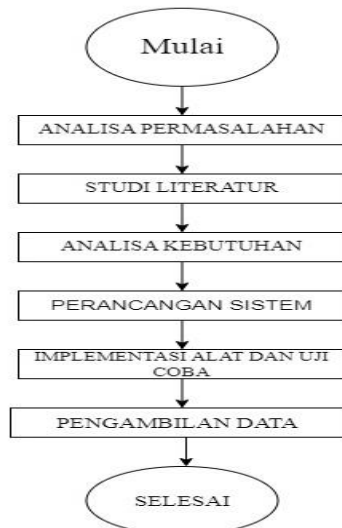 Mulai
ANALISA PERMASALAHAN
STUDI LITERATUR
ANALISA KEBUTUHAN
PERANCANGAN SISTEM
IMPLEMENTASI ALAT DAN UJI
COBA
PENGAMBILAN DATA
SELESAI